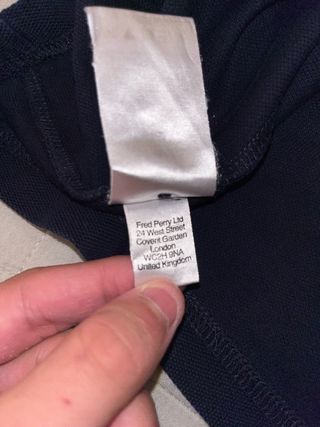 Fred Perry Ltd
24 West Street
Covent Garden
London
WC2H 9NA
United Kingdom